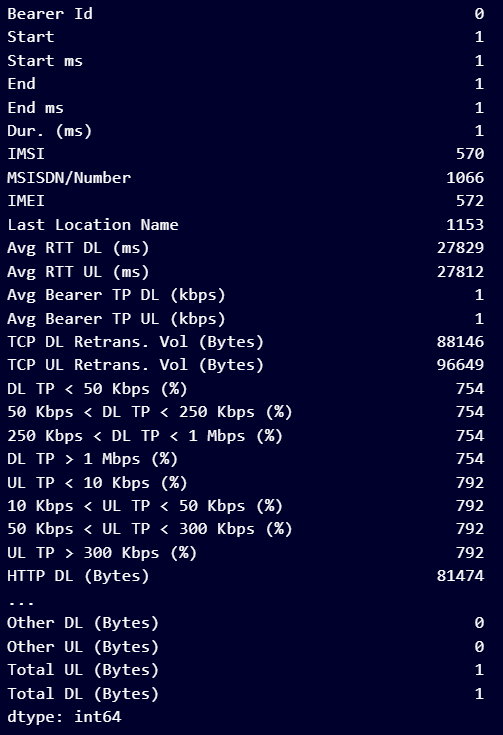 Bearer Id 0
Start 1
Start ms 1
End 1
End ms 1
Dur. (ms) 1
IMSI 570
MSISDN/Number 1066
IMEI 572
Last Location Name 1153
Avg RTT DL (ms) 27829
Avg RTT UL (ms) 27812
Avg Bearer TP DL (kbps) 1
Avg Bearer TP UL (kbps) 1
TCP DL Retrans. Vol (Bytes) 88146
TCP UL Retrans. Vol (Bytes) 96649
DL TP < 50 Kbps (%) 754
50 Kbps < DL TP < 250 Kbps (%) 754
250 Kbps < DL TP < 1 Mbps (%) 754
DL TP > 1 Mbps (%) 754
UL TP < 10 Kbps (%) 792
10 Kbps < UL TP < 50 Kbps (%) 792
50 Kbps < UL TP < 300 Kbps (%) 792
UL TP > 300 Kbps (%) 792
HTTP DL (Bytes) 81474
...
Other DL (Bytes) 0
Other UL (Bytes) 0
Total UL (Bytes) 1
Total DL (Bytes) 1
dtype: int64